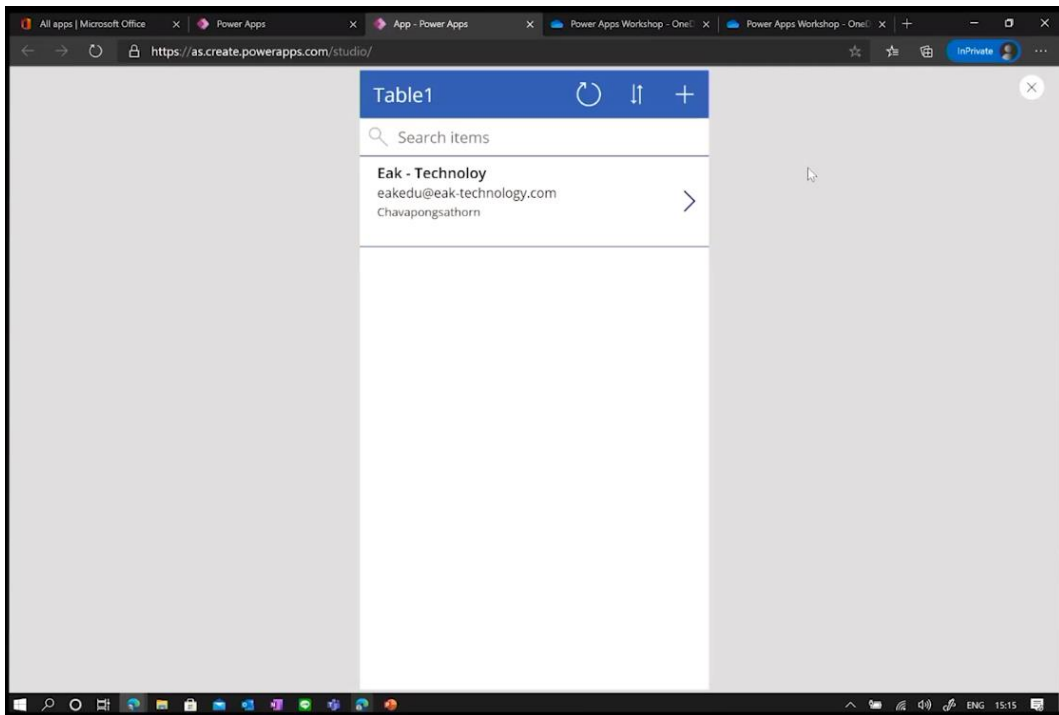 All apps | Microsoft Office
Power Apps
App - Power Apps
Power Apps Workshop - OneD
Power Apps Workshop - OneD
https://as.create.powerapps.com/studio/
InPrivate
Table1
Search items
Eak - Technoloy
eakedu@eak-technology.com
Chavapongsathorn
ENG
15:15